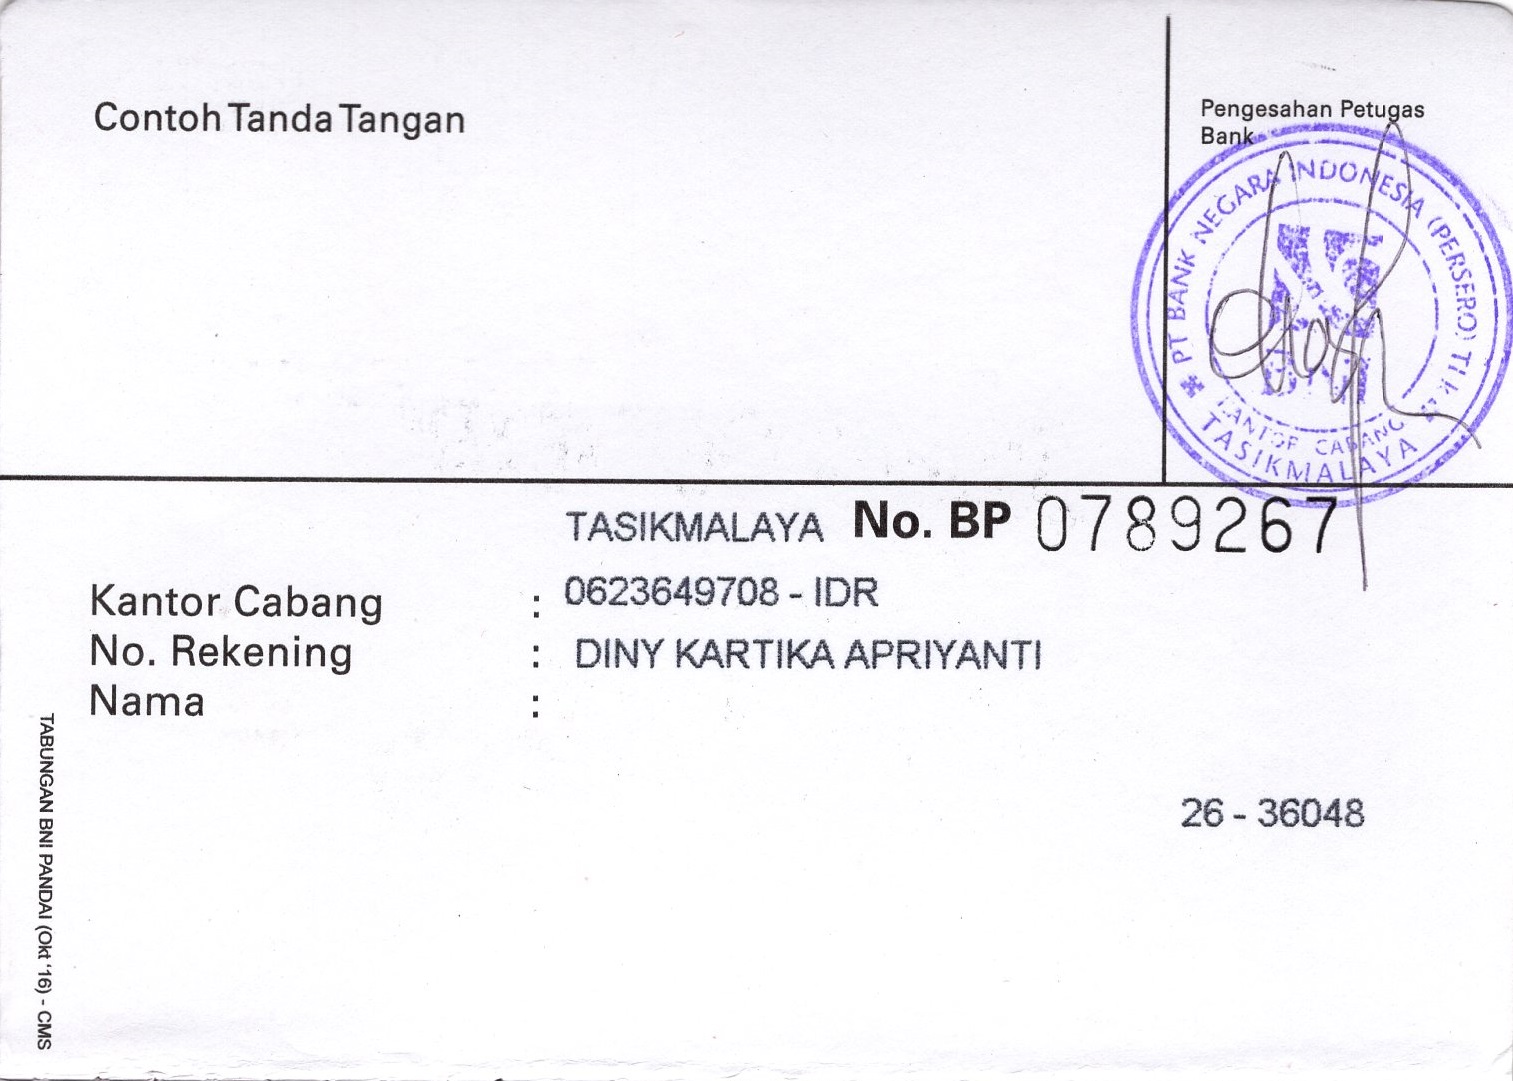 Contoh Tanda Tangan
Pengesahan Petugas
Bank
PT BANK NEGARA INDONESIA (PERSERO) Tbk
KANTOR CABANG
TASIKMALAYA
TASIKMALAYA No. BP 0789267
Kantor Cabang : 0623649708 - IDR
No. Rekening : DINY KARTIKA APRIYANTI
Nama :
26 - 36048
TABUNGAN BNI PANDAI (Okt '16) - CMS